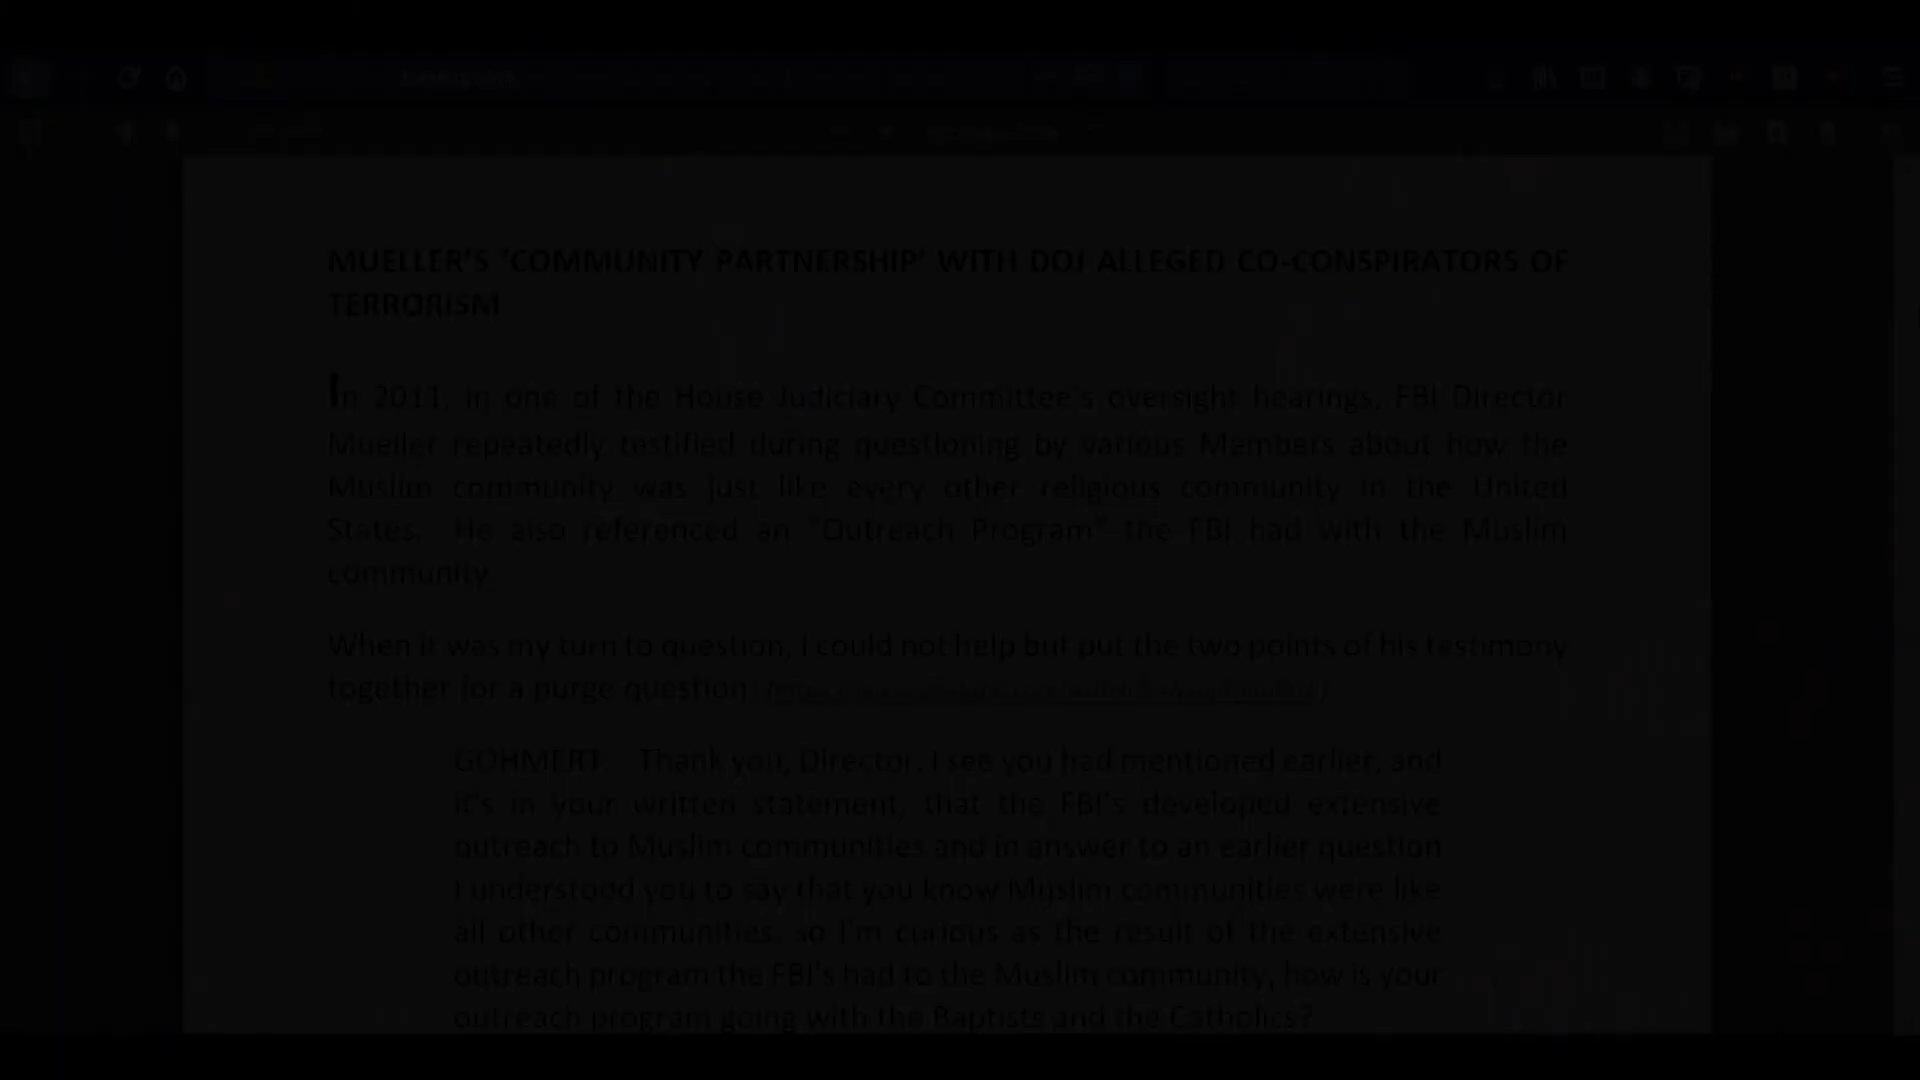 MUELLER'S 'COMMUNITY PARTNERSHIP' WITH DOJ ALLEGED CO-CONSPIRATORS OF
TERRORISM
In 2011, in one of the House Judiciary Committee's oversight hearings, FBI Director
Mueller repeatedly testified during questioning by various Members about how the
Muslim community was just like every other religious community in the United
States. He also referenced an "Outreach Program" the FBI had with the Muslim
community.
When it was my turn to question, I could not help but put the two points of his testimony
together for a purge question:
GOHMERT: Thank you, Director. I see you had mentioned earlier, and
it's in your written statement, that the FBI's developed extensive
outreach to Muslim communities and in answer to an earlier question
I understood you to say that you know Muslim communities were like
all other communities, so I'm curious as the result of the extensive
outreach program the FBI's had to the Muslim community, how is your
outreach program going with the Baptists and the Catholics?